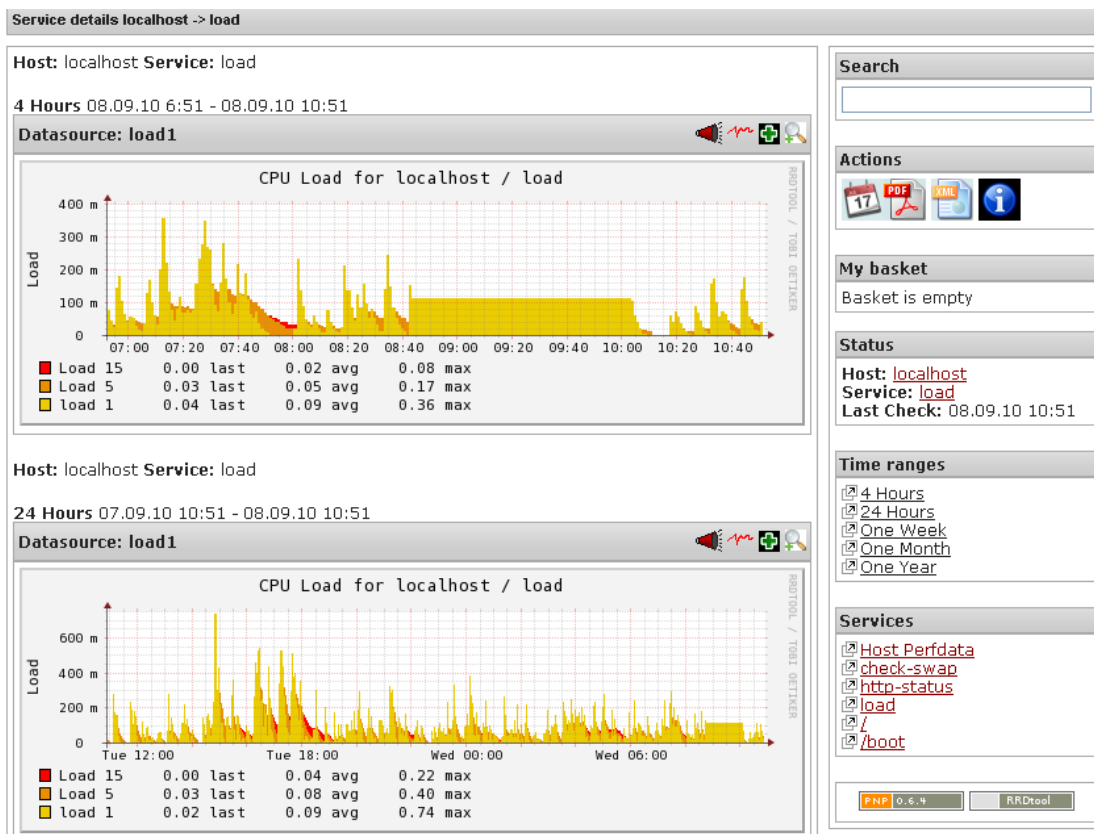 Service details localhost -> load
Host: localhost Service: load
4 Hours 08.09.10 6:51 - 08.09.10 10:51
Datasource: load1
CPU Load for localhost / load
RRDTOOL / TOBI OETIKER
Load
400 m
300 m
200 m
100 m
0
07:00 07:20 07:40 08:00 08:20 08:40 09:00 09:20 09:40 10:00 10:20 10:40
Load 15 0.00 last 0.02 avg 0.08 max
Load 5 0.03 last 0.05 avg 0.17 max
load 1 0.04 last 0.09 avg 0.36 max
Host: localhost Service: load
24 Hours 07.09.10 10:51 - 08.09.10 10:51
Datasource: load1
CPU Load for localhost / load
RRDTOOL / TOBI OETIKER
Load
600 m
400 m
200 m
0
Tue 12:00 Tue 18:00 Wed 00:00 Wed 06:00
Load 15 0.00 last 0.04 avg 0.22 max
Load 5 0.03 last 0.08 avg 0.40 max
load 1 0.02 last 0.09 avg 0.74 max
Search
Actions
17 PDF XML i
My basket
Basket is empty
Status
Host: localhost
Service: load
Last Check: 08.09.10 10:51
Time ranges
4 Hours
24 Hours
One Week
One Month
One Year
Services
Host Perfdata
check-swap
http-status
load
/
/boot
PNP 0.6.4 RRDtool